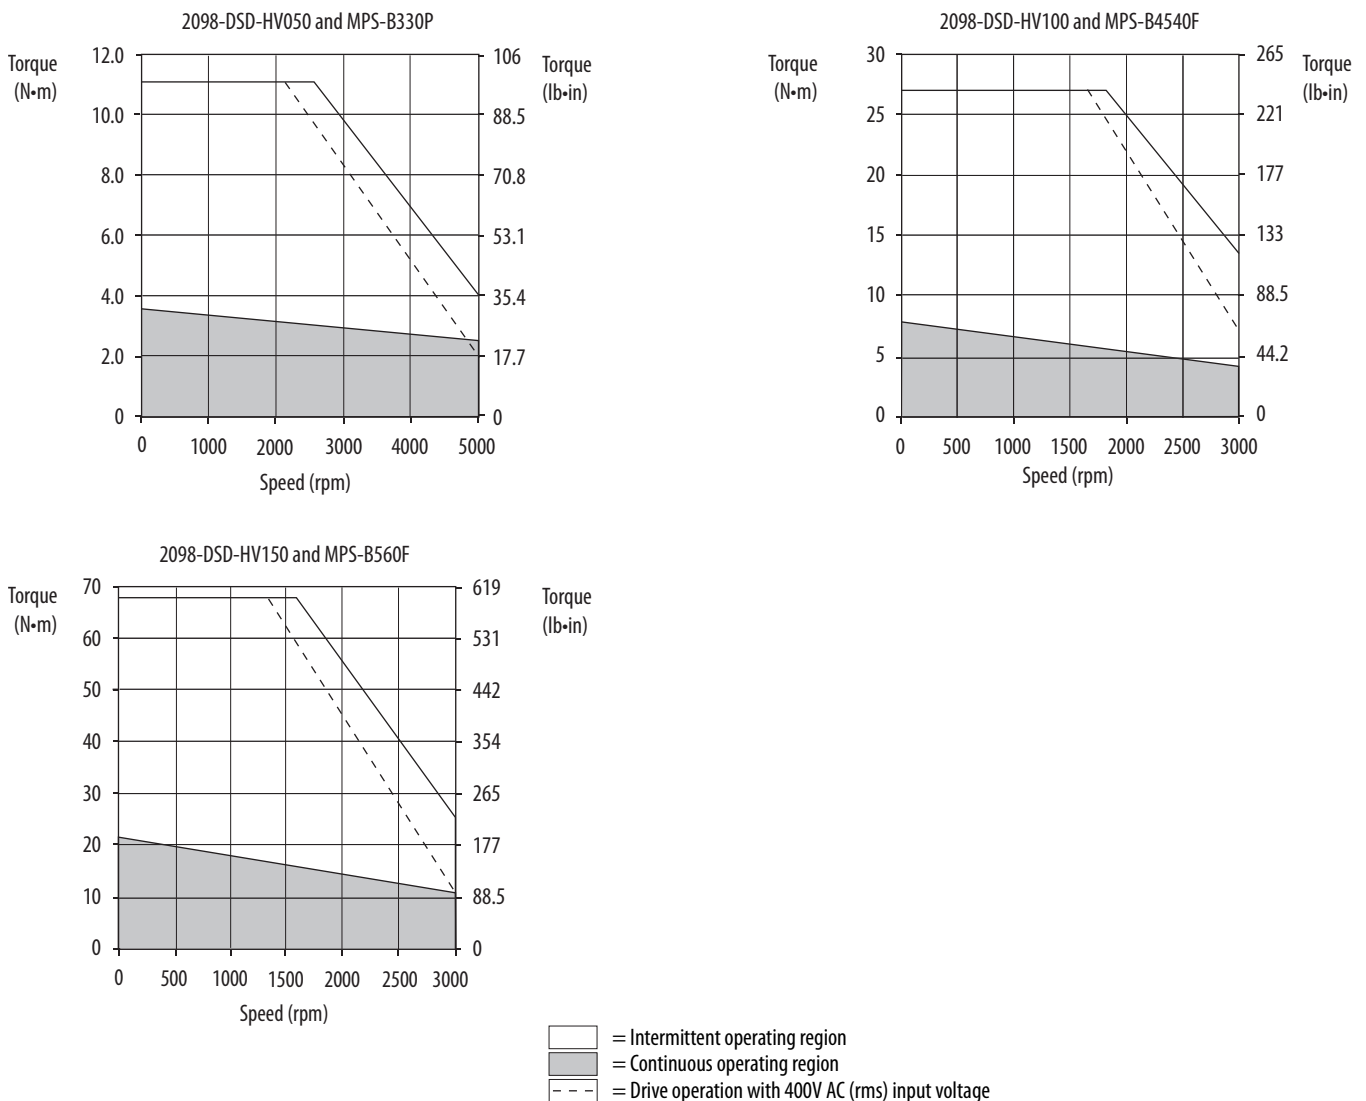 2098-DSD-HV050 and MPS-B330P
Torque
(N•m)
12.0
10.0
8.0
6.0
4.0
2.0
0
106
88.5
70.8
53.1
35.4
17.7
0
Torque
(lb•in)
0 1000 2000 3000 4000 5000
Speed (rpm)
2098-DSD-HV100 and MPS-B4540F
Torque
(N•m)
30
25
20
15
10
5
0
265
221
177
133
88.5
44.2
0
Torque
(lb•in)
0 500 1000 1500 2000 2500 3000
Speed (rpm)
2098-DSD-HV150 and MPS-B560F
Torque
(N•m)
70
60
50
40
30
20
10
0
619
531
442
354
265
177
88.5
0
Torque
(lb•in)
0 500 1000 1500 2000 2500 3000
Speed (rpm)
= Intermittent operating region
= Continuous operating region
= Drive operation with 400V AC (rms) input voltage